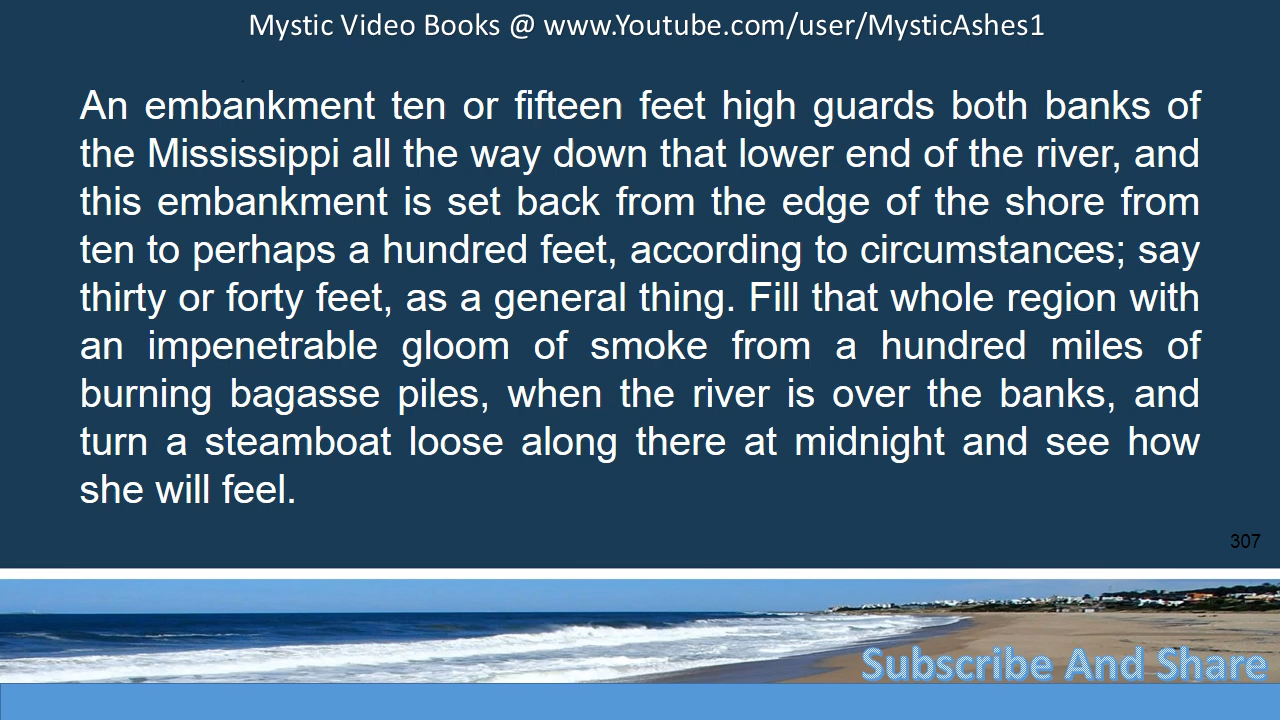 Mystic Video Books @ www.Youtube.com/user/MysticAshes1
An embankment ten or fifteen feet high guards both banks of
the Mississippi all the way down that lower end of the river, and
this embankment is set back from the edge of the shore from
ten to perhaps a hundred feet, according to circumstances; say
thirty or forty feet, as a general thing. Fill that whole region with
an impenetrable gloom of smoke from a hundred miles of
burning bagasse piles, when the river is over the banks, and
turn a steamboat loose along there at midnight and see how
she will feel.
307
Subscribe And Share